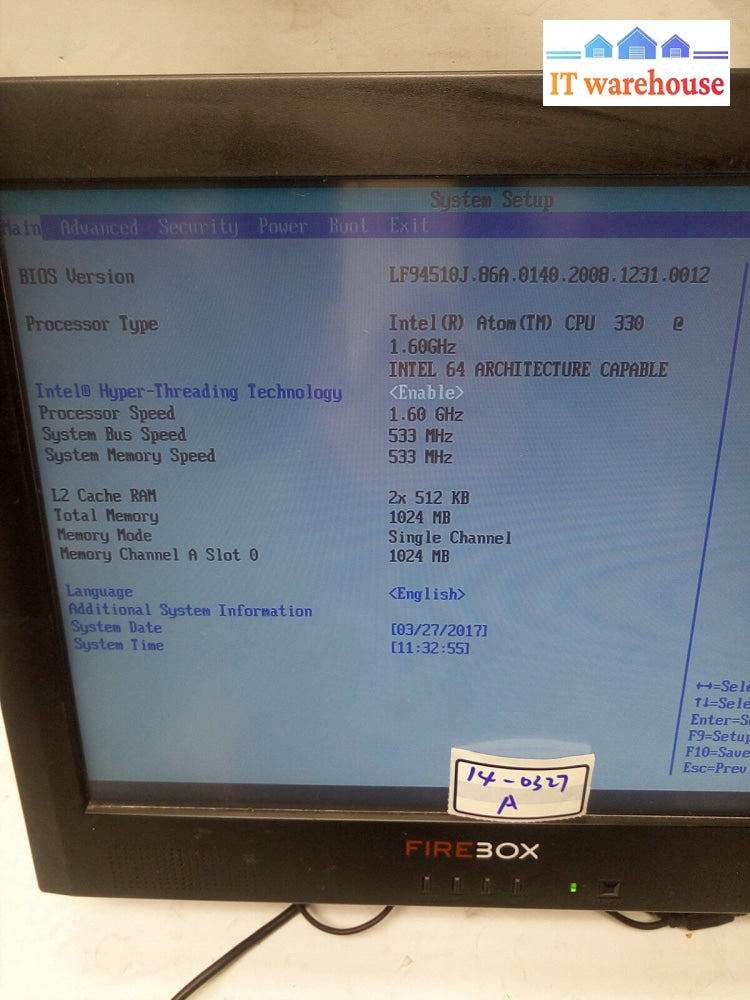 IT warehouse
System Setup
Main Advanced Security Power Boot Exit
BIOS Version LF94510J.86A.0140.2008.1231.0012
Processor Type Intel(R) Atom(TM) CPU 330 @
1.60GHz
INTEL 64 ARCHITECTURE CAPABLE
Intel® Hyper-Threading Technology <Enable>
Processor Speed 1.60 GHz
System Bus Speed 533 MHz
System Memory Speed 533 MHz
L2 Cache RAM 2x 512 KB
Total Memory 1024 MB
Memory Mode Single Channel
Memory Channel A Slot 0 1024 MB
Language <English>
Additional System Information
System Date [03/27/2017]
System Time [11:32:55]
↔=Sele
↑↓=Sele
Enter=S
F9=Setup
F10=Save
Esc=Prev
14-0327
A
FIREBOX